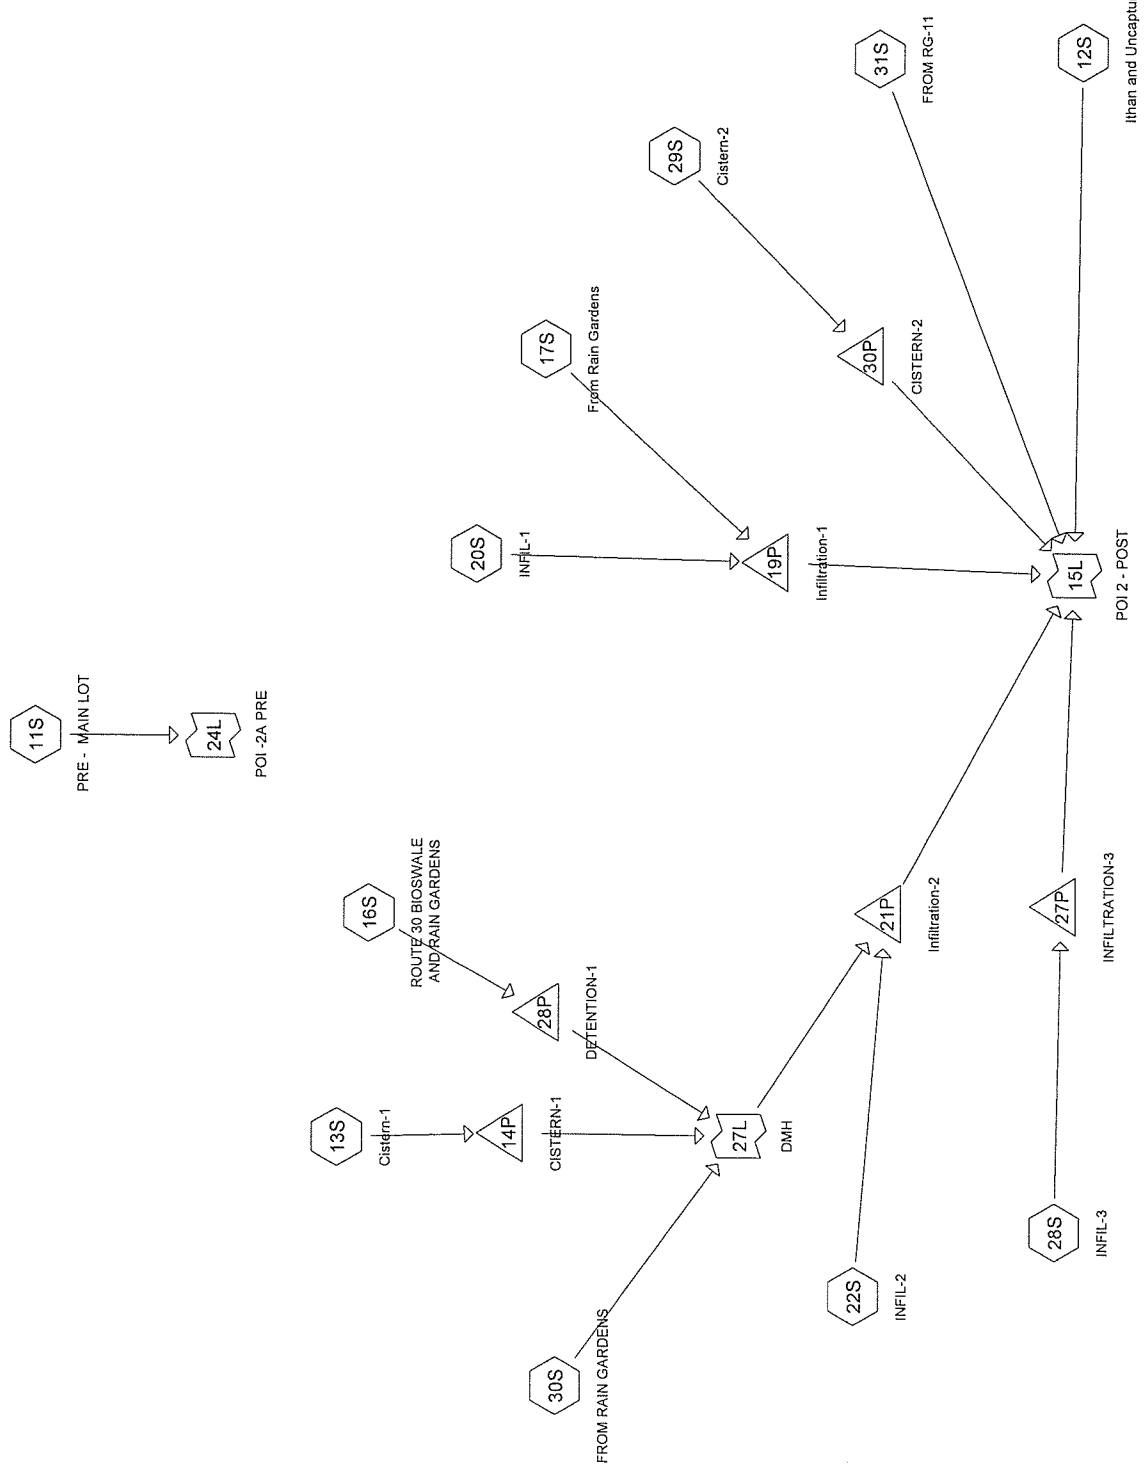 11S
PRE - MAIN LOT
24L
POI -2A PRE
16S
ROUTE 30 BIOSWALE
AND RAIN GARDENS
28P
DETENTION-1
13S
Cistern-1
14P
CISTERN-1
27L
DMH
30S
FROM RAIN GARDENS
22S
INFIL-2
21P
Infiltration-2
28S
INFIL-3
27P
INFILTRATION-3
20S
INFIL-1
17S
From Rain Gardens
19P
Infiltration-1
29S
Cistern-2
30P
CISTERN-2
31S
FROM RG-11
12S
Ithan and Uncaptu
15L
POI 2 - POST